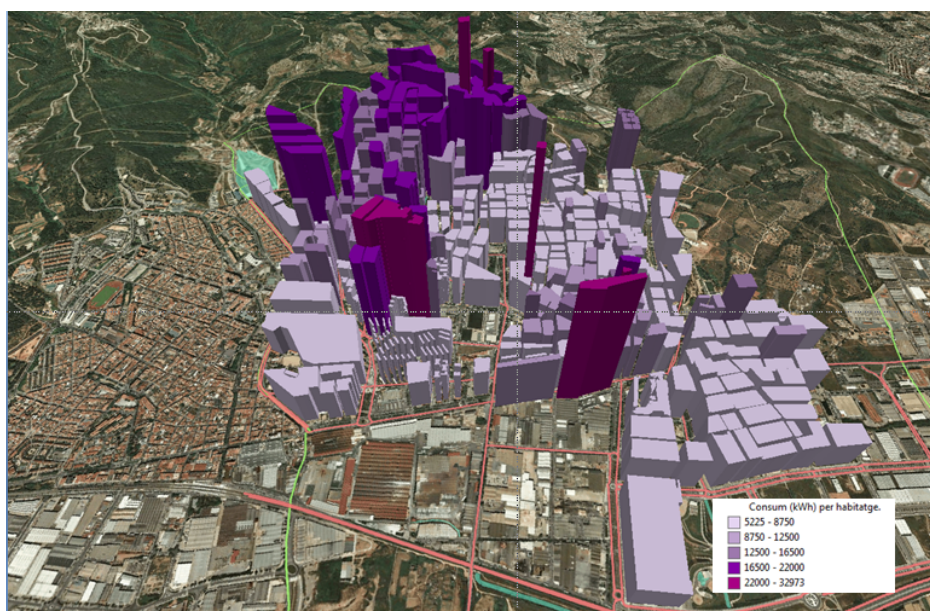 Consum (kWh) per habitatge.
5225 - 8750
8750 - 12500
12500 - 16500
16500 - 22000
22000 - 32973